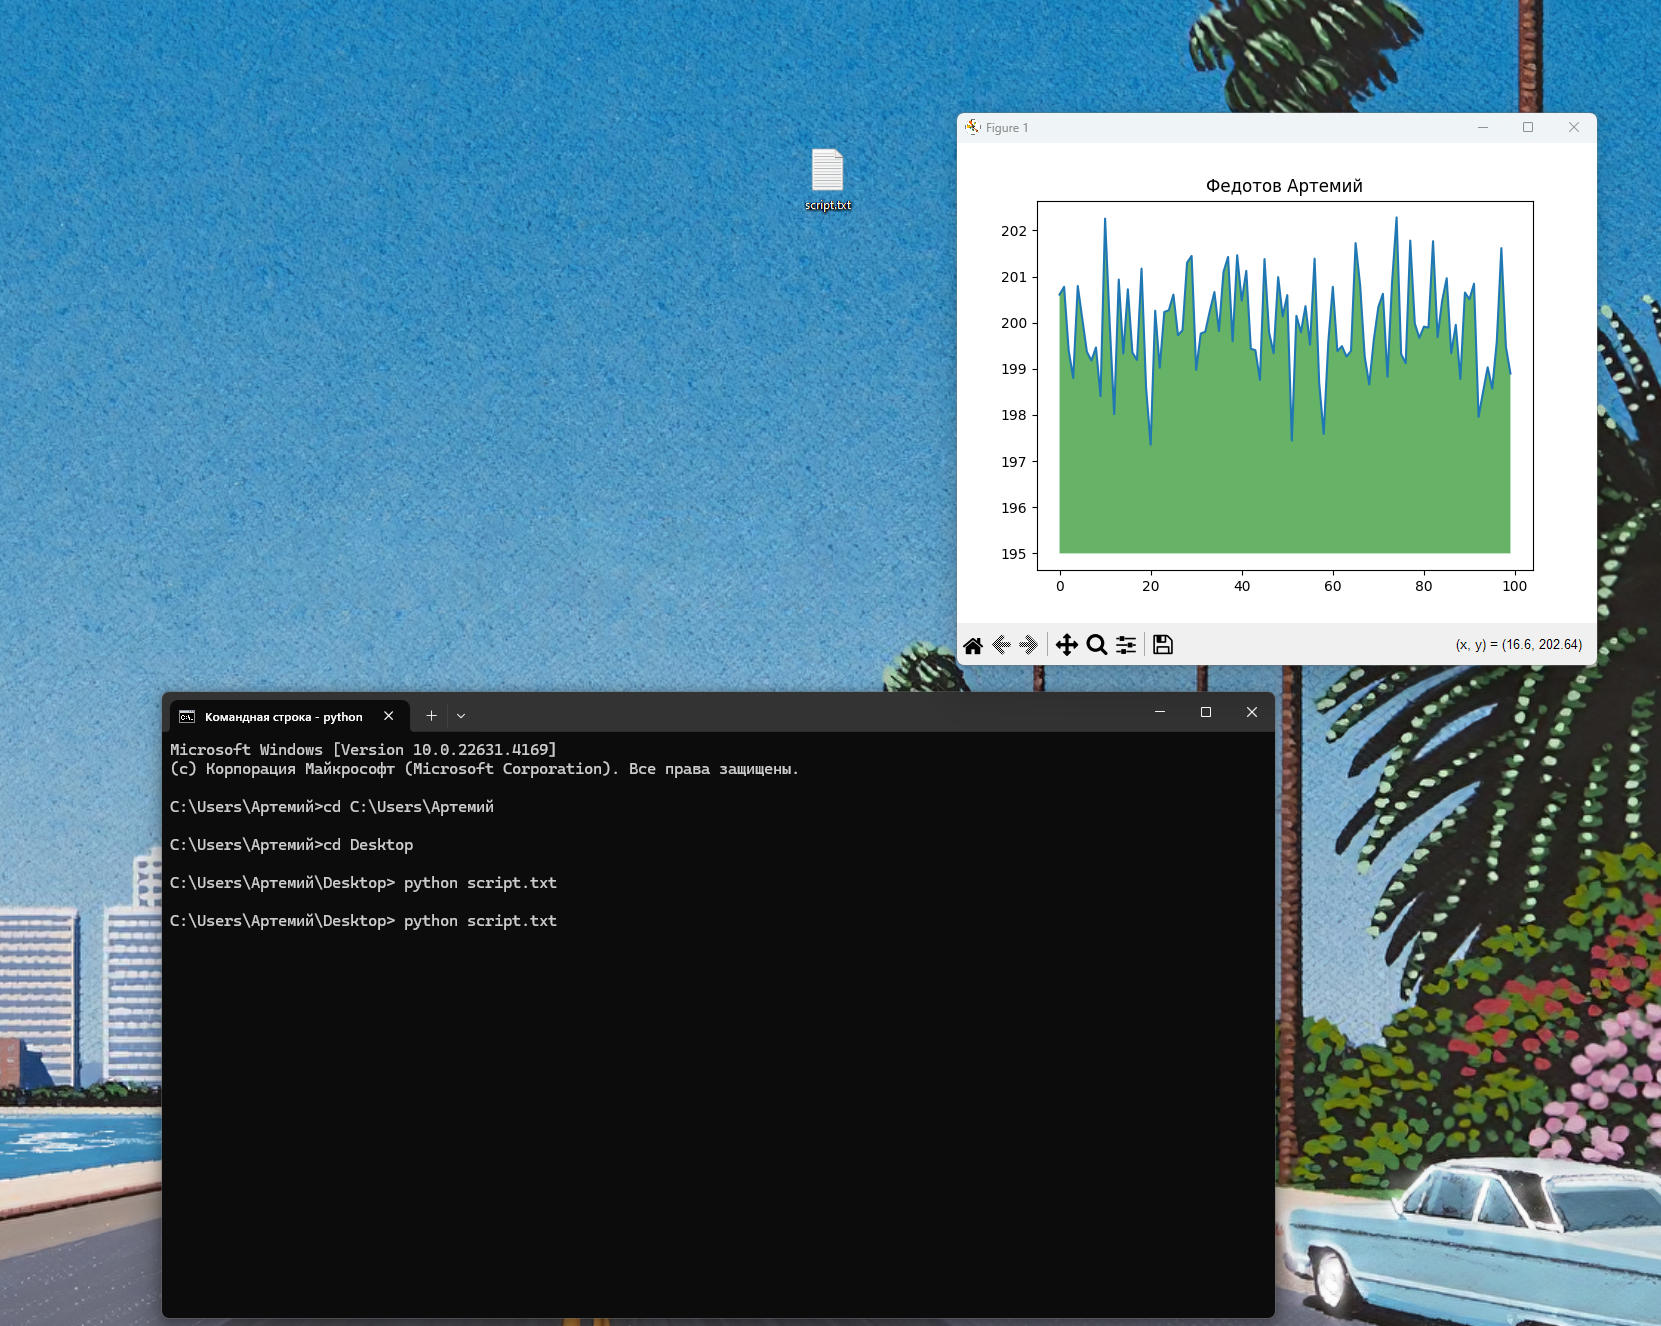 script.txt
Figure 1
Федотов Артемий
202
201
200
199
198
197
196
195
0 20 40 60 80 100
(x, y) = (16.6, 202.64)
Командная строка - python
Microsoft Windows [Version 10.0.22631.4169]
(c) Корпорация Майкрософт (Microsoft Corporation). Все права защищены.
C:\Users\Артемий>cd C:\Users\Артемий
C:\Users\Артемий>cd Desktop
C:\Users\Артемий\Desktop> python script.txt
C:\Users\Артемий\Desktop> python script.txt